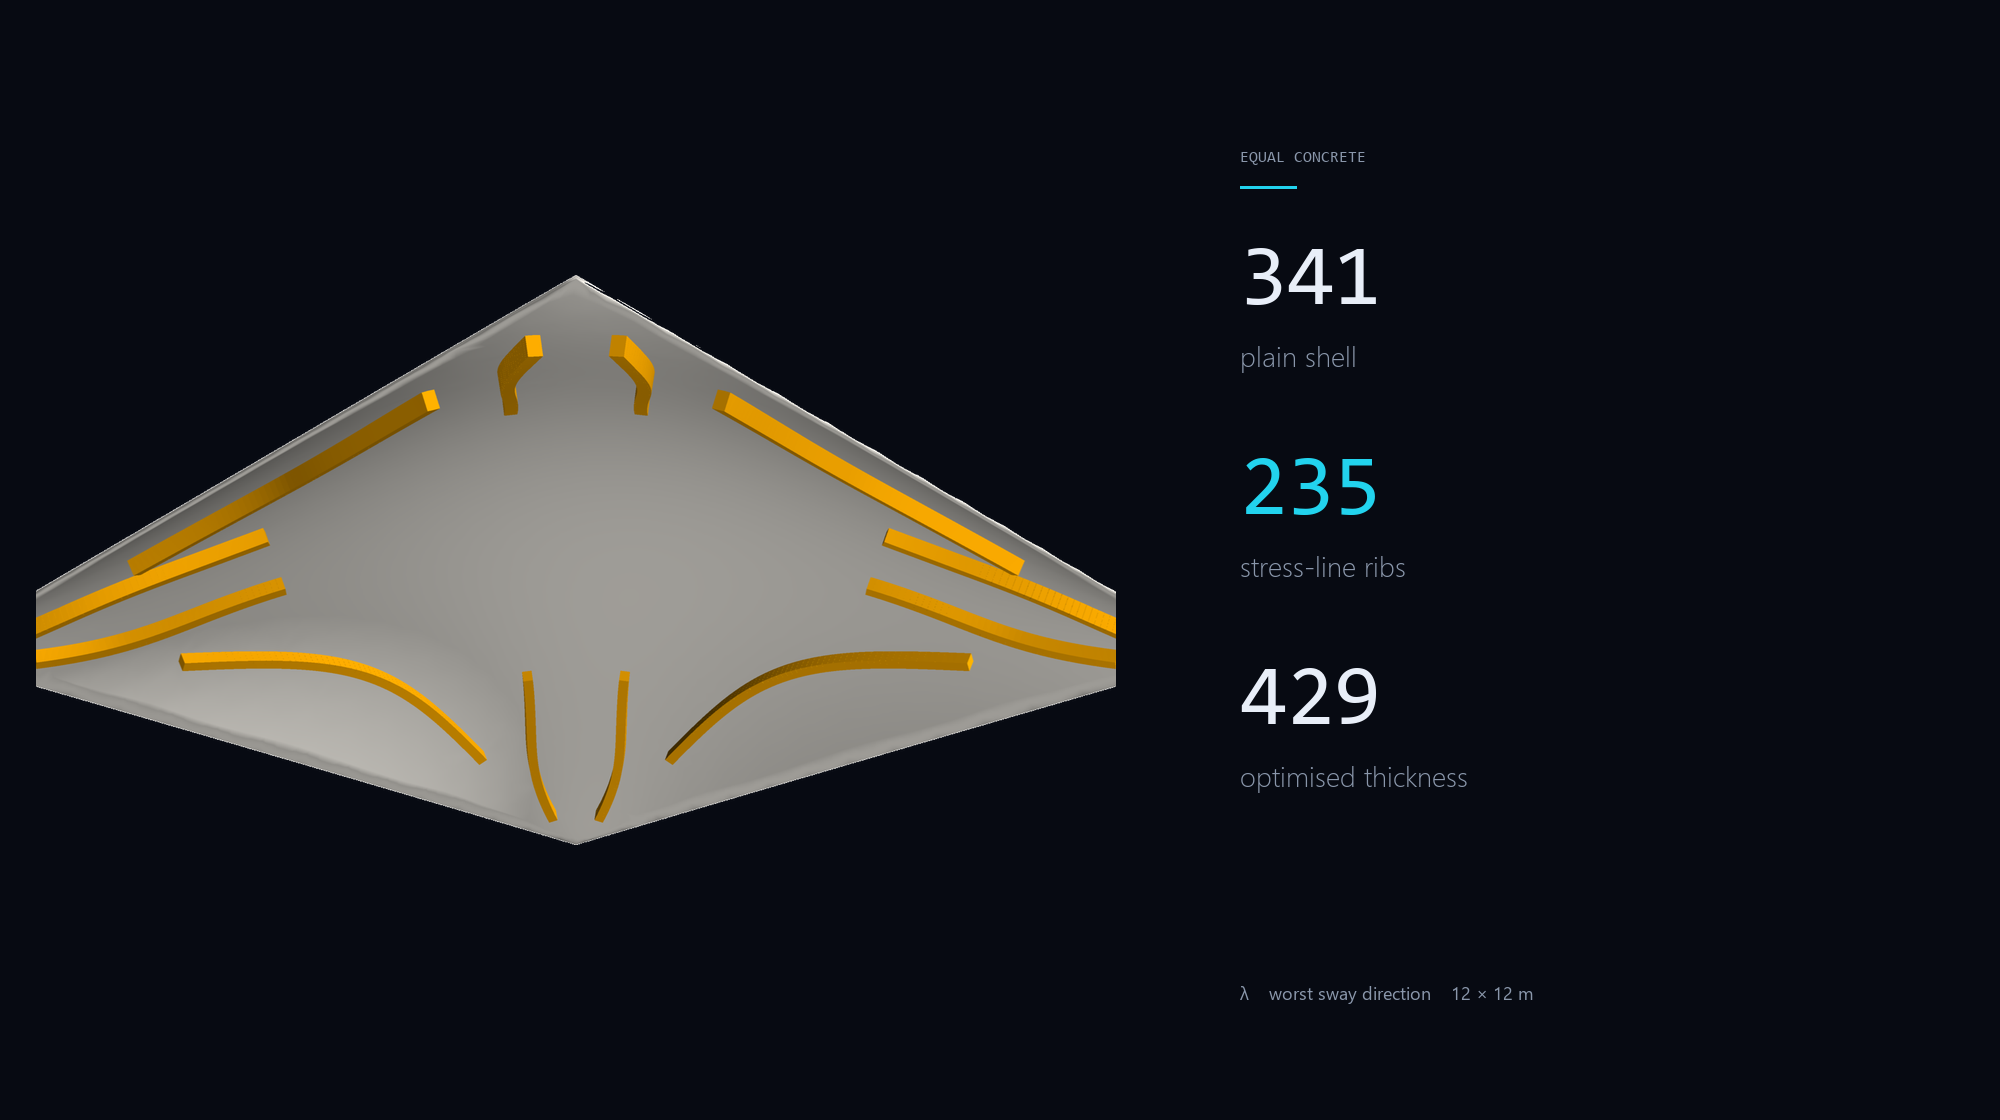 EQUAL CONCRETE
341
plain shell
235
stress-line ribs
429
optimised thickness
λ worst sway direction 12 × 12 m